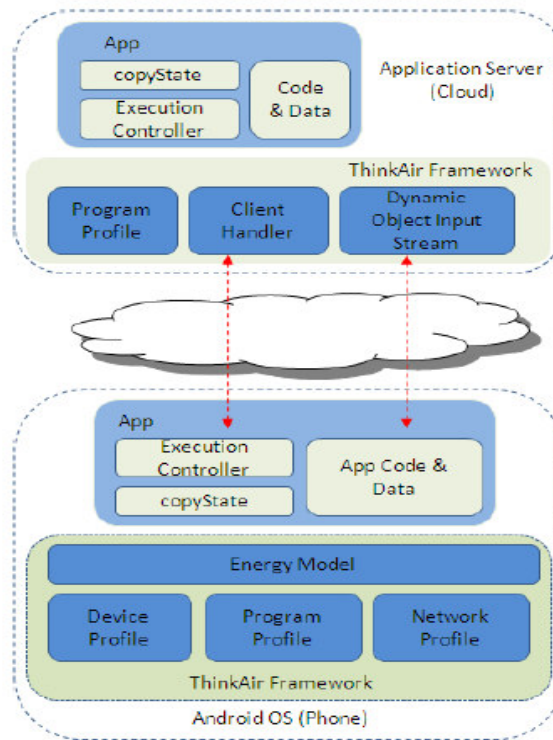 App
copyState
Execution
Controller
Code
& Data
Application Server
(Cloud)
ThinkAir Framework
Program
Profile
Client
Handler
Dynamic
Object Input
Stream
App
Execution
Controller
copyState
App Code &
Data
Energy Model
Device
Profile
Program
Profile
Network
Profile
ThinkAir Framework
Android OS (Phone)